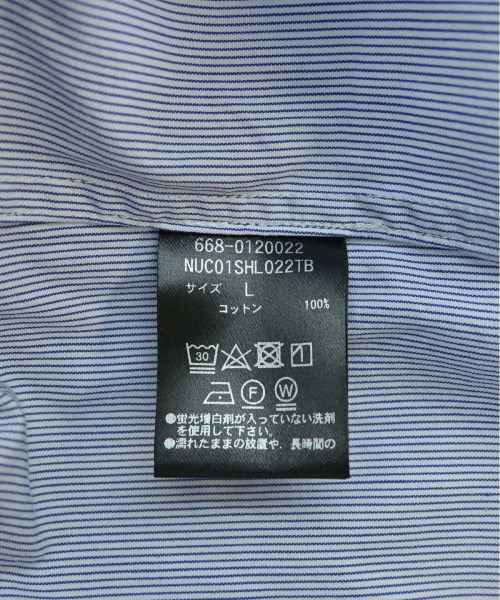 668-0120022
NUC01SHL022TB
サイズ L
コットン 100%
30
F W
●蛍光増白剤が入っていない洗剤
を使用して下さい。
●濡れたままの放置や、長時間の